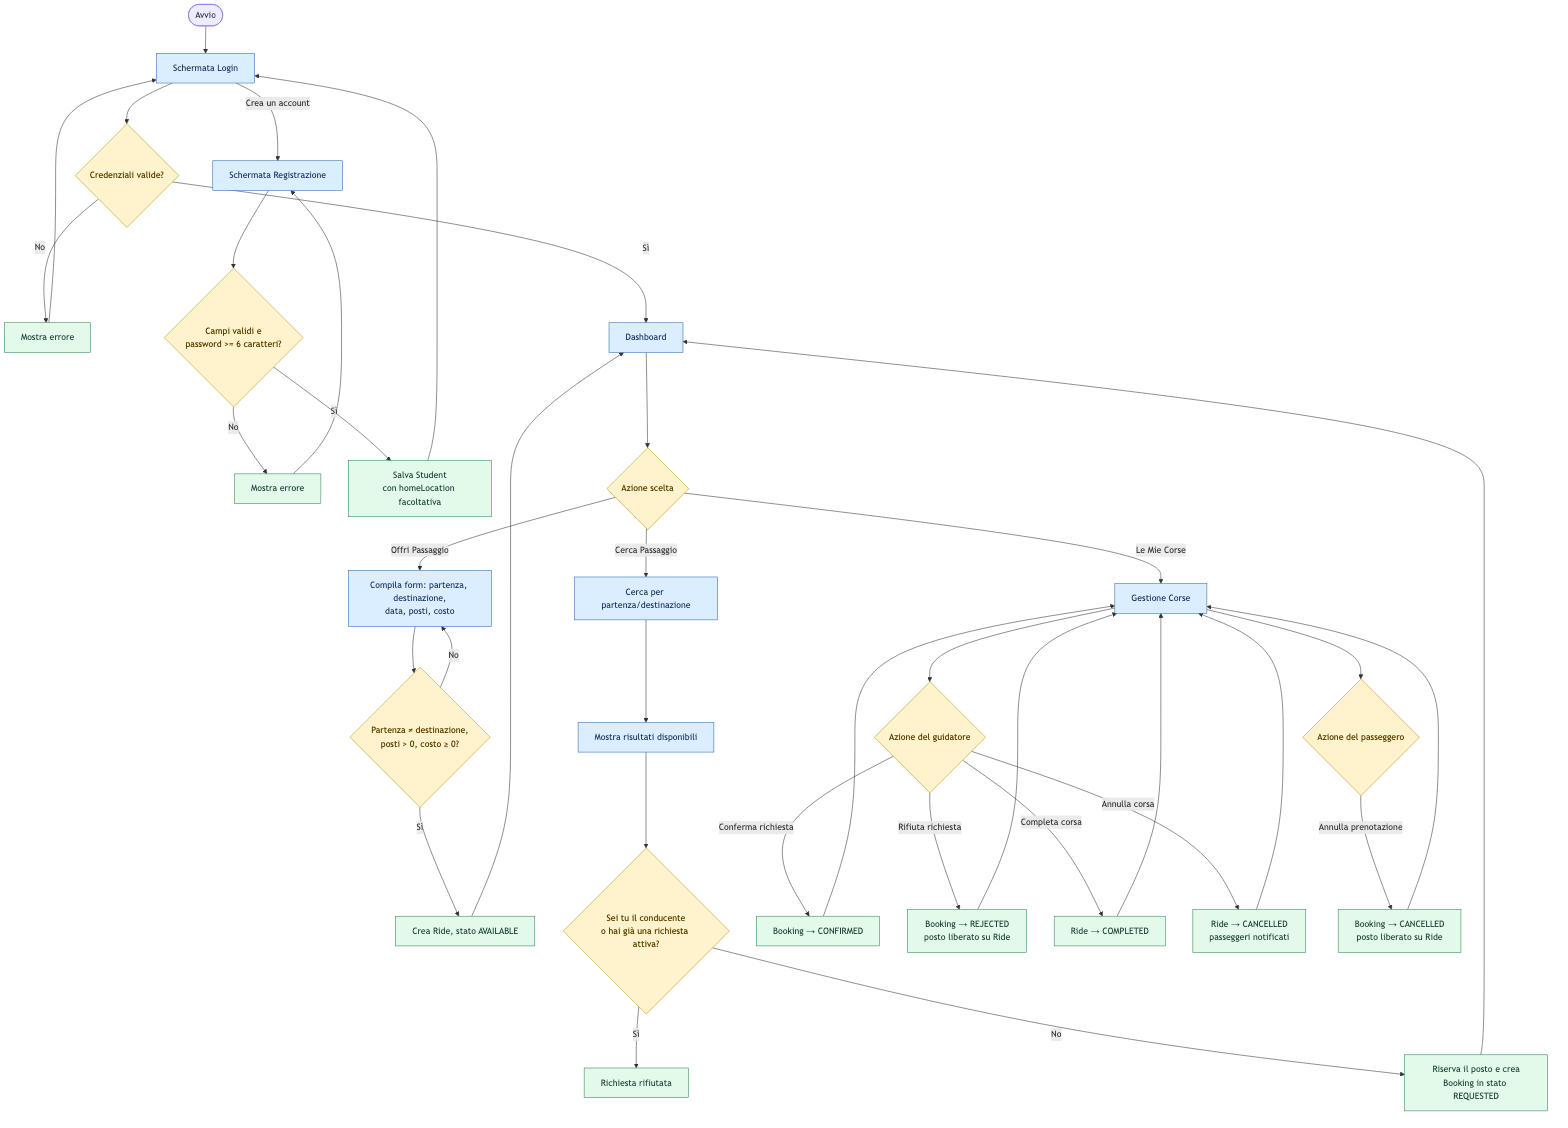 Avvio
Schermata Login
Crea un account
Credenziali valide?
Schermata Registrazione
No
Sì
Mostra errore
Campi validi e
password >= 6 caratteri?
Dashboard
Sì
No
Mostra errore
Salva Student
con homeLocation
facoltativa
Azione scelta
Offri Passaggio
Cerca Passaggio
Le Mie Corse
Compila form: partenza,
destinazione,
data, posti, costo
Cerca per
partenza/destinazione
Gestione Corse
No
Partenza ≠ destinazione,
posti > 0, costo ≥ 0?
Mostra risultati disponibili
Azione del guidatore
Azione del passeggero
Sì
Conferma richiesta
Rifiuta richiesta
Completa corsa
Annulla corsa
Annulla prenotazione
Crea Ride, stato AVAILABLE
Sei tu il conducente
o hai già una richiesta
attiva?
Booking → CONFIRMED
Booking → REJECTED
posto liberato su Ride
Ride → COMPLETED
Ride → CANCELLED
passeggeri notificati
Booking → CANCELLED
posto liberato su Ride
Sì
No
Richiesta rifiutata
Riserva il posto e crea
Booking in stato
REQUESTED